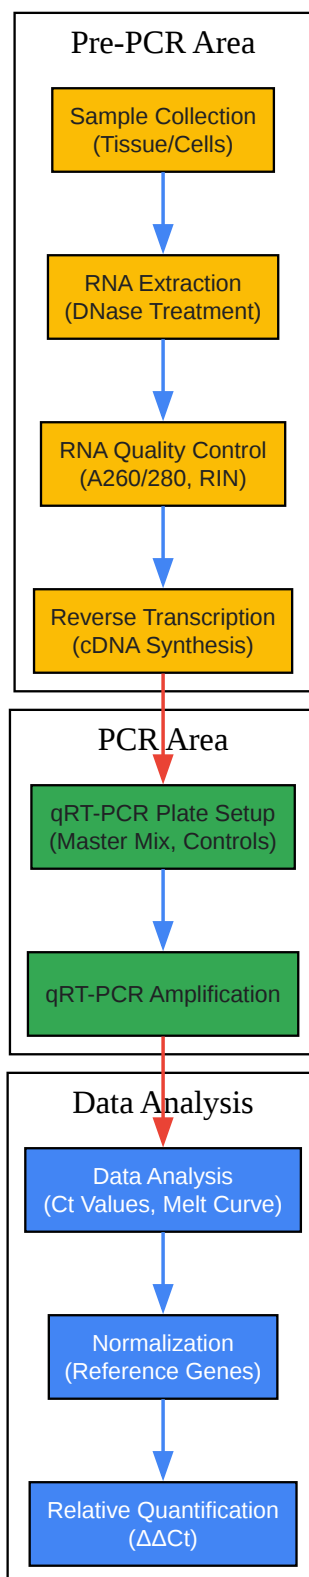 Pre-PCR Area
Sample Collection
(Tissue/Cells)
RNA Extraction
(DNase Treatment)
RNA Quality Control
(A260/280, RIN)
Reverse Transcription
(cDNA Synthesis)
PCR Area
qRT-PCR Plate Setup
(Master Mix, Controls)
qRT-PCR Amplification
Data Analysis
Data Analysis
(Ct Values, Melt Curve)
Normalization
(Reference Genes)
Relative Quantification
(ΔΔCt)